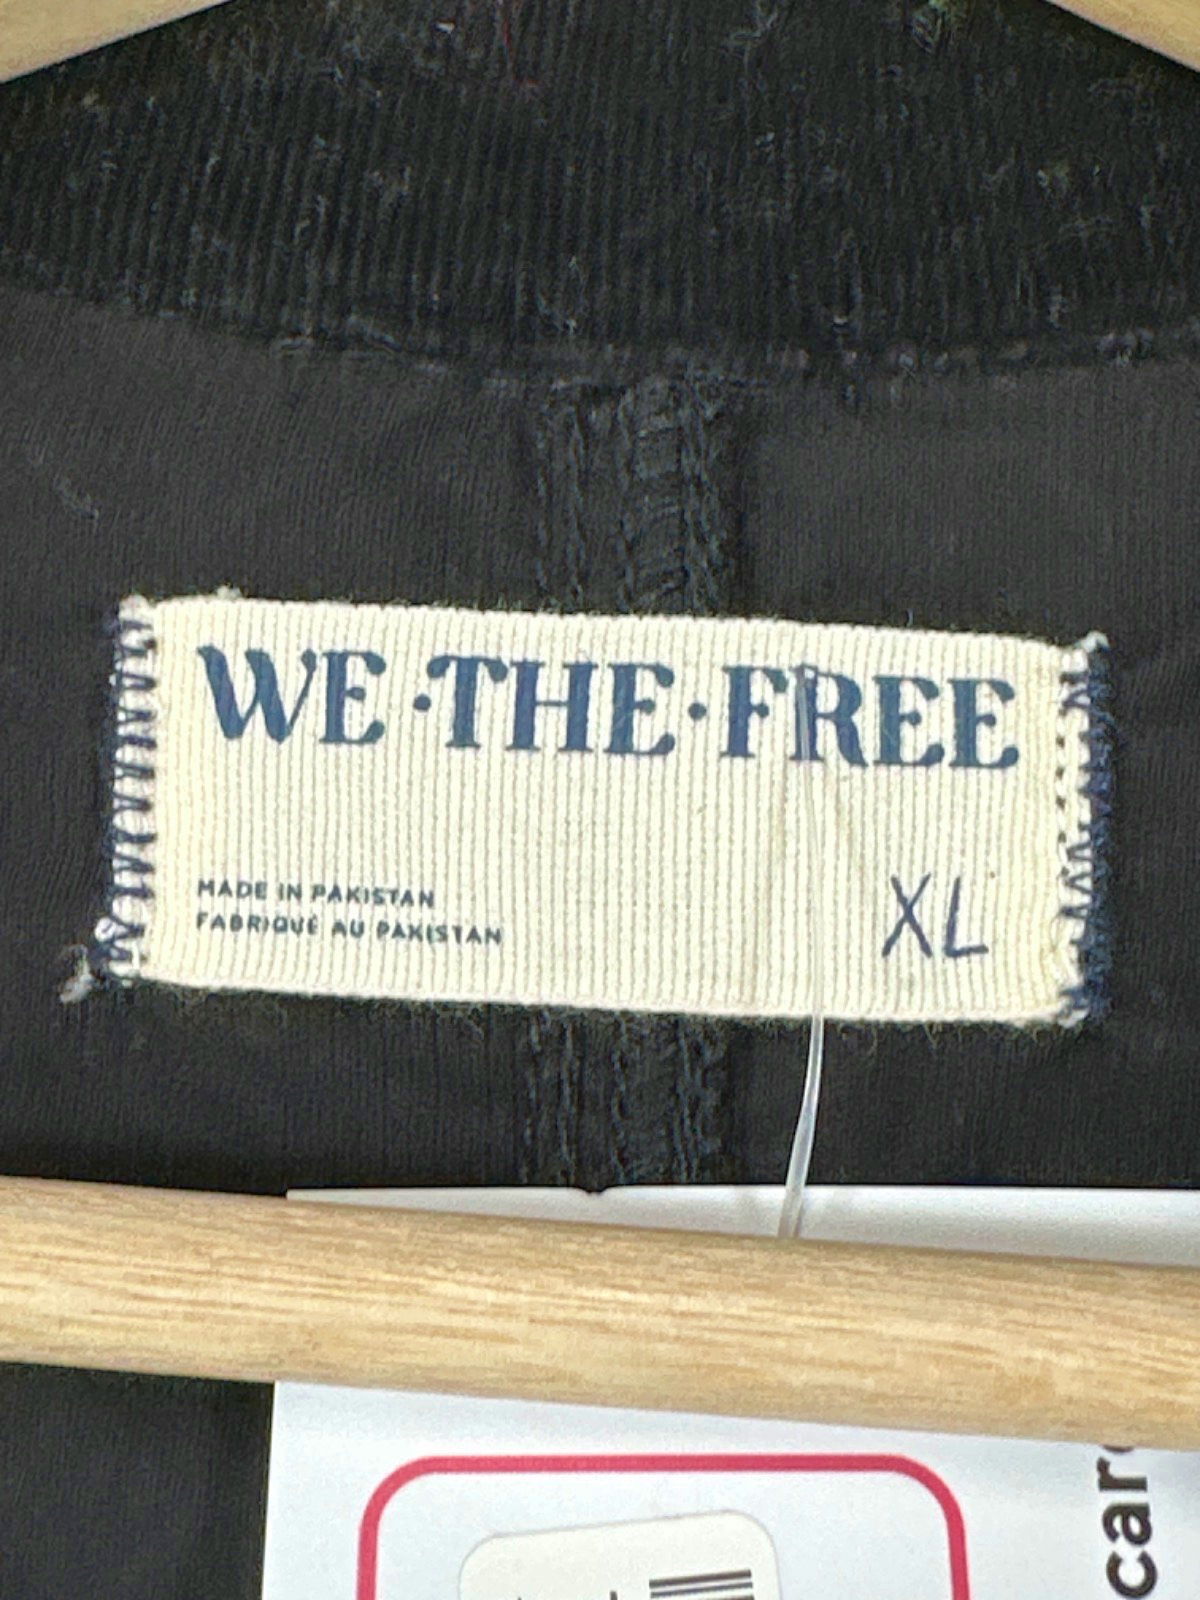 WE·THE·FREE
MADE IN PAKISTAN
FABRIQUÉ AU PAKISTAN
XL